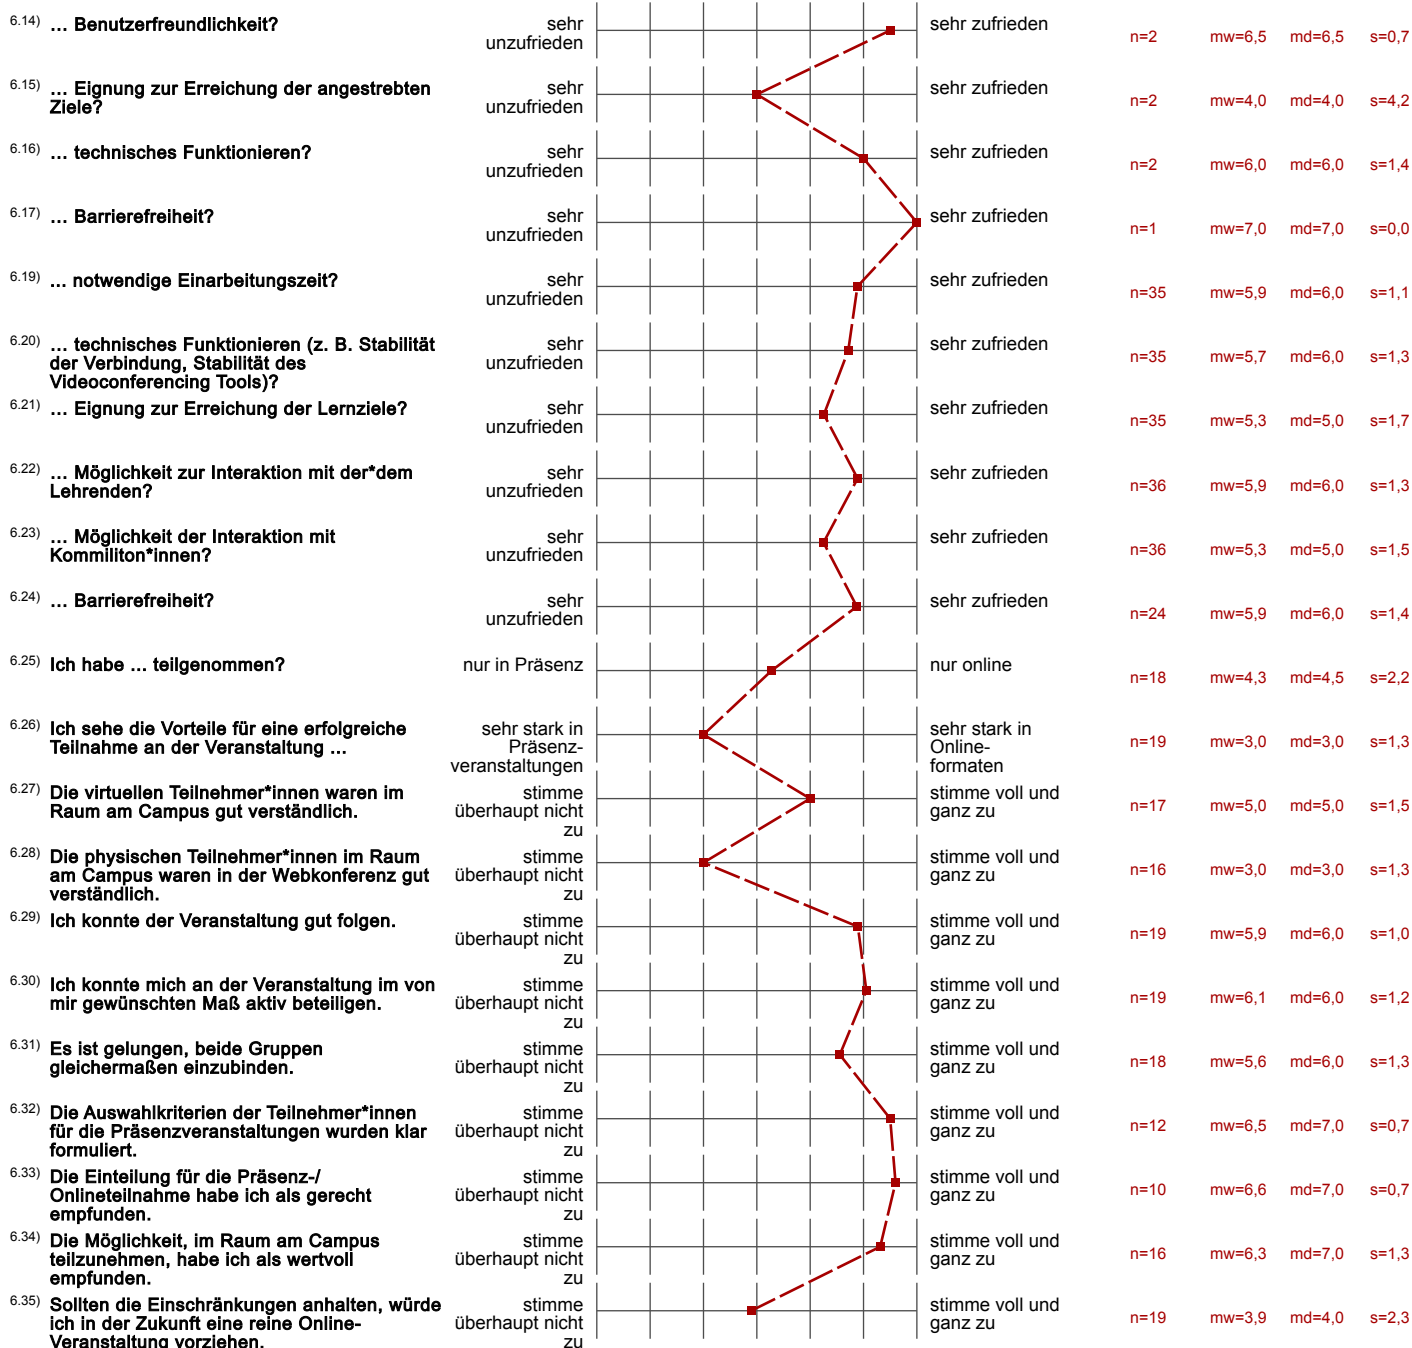 6.14) ... Benutzerfreundlichkeit? sehr unzufrieden sehr zufrieden n=2 mw=6,5 md=6,5 s=0,7
6.15) ... Eignung zur Erreichung der angestrebten Ziele? sehr unzufrieden sehr zufrieden n=2 mw=4,0 md=4,0 s=4,2
6.16) ... technisches Funktionieren? sehr unzufrieden sehr zufrieden n=2 mw=6,0 md=6,0 s=1,4
6.17) ... Barrierefreiheit? sehr unzufrieden sehr zufrieden n=1 mw=7,0 md=7,0 s=0,0
6.19) ... notwendige Einarbeitungszeit? sehr unzufrieden sehr zufrieden n=35 mw=5,9 md=6,0 s=1,1
6.20) ... technisches Funktionieren (z. B. Stabilität der Verbindung, Stabilität des Videoconferencing Tools)? sehr unzufrieden sehr zufrieden n=35 mw=5,7 md=6,0 s=1,3
6.21) ... Eignung zur Erreichung der Lernziele? sehr unzufrieden sehr zufrieden n=35 mw=5,3 md=5,0 s=1,7
6.22) ... Möglichkeit zur Interaktion mit der*dem Lehrenden? sehr unzufrieden sehr zufrieden n=36 mw=5,9 md=6,0 s=1,3
6.23) ... Möglichkeit der Interaktion mit Kommiliton*innen? sehr unzufrieden sehr zufrieden n=36 mw=5,3 md=5,0 s=1,5
6.24) ... Barrierefreiheit? sehr unzufrieden sehr zufrieden n=24 mw=5,9 md=6,0 s=1,4
6.25) Ich habe ... teilgenommen? nur in Präsenz nur online n=18 mw=4,3 md=4,5 s=2,2
6.26) Ich sehe die Vorteile für eine erfolgreiche Teilnahme an der Veranstaltung ... sehr stark in Präsenz-veranstaltungen sehr stark in Online-formaten n=19 mw=3,0 md=3,0 s=1,3
6.27) Die virtuellen Teilnehmer*innen waren im Raum am Campus gut verständlich. stimme überhaupt nicht zu stimme voll und ganz zu n=17 mw=5,0 md=5,0 s=1,5
6.28) Die physischen Teilnehmer*innen im Raum am Campus waren in der Webkonferenz gut verständlich. stimme überhaupt nicht zu stimme voll und ganz zu n=16 mw=3,0 md=3,0 s=1,3
6.29) Ich konnte der Veranstaltung gut folgen. stimme überhaupt nicht zu stimme voll und ganz zu n=19 mw=5,9 md=6,0 s=1,0
6.30) Ich konnte mich an der Veranstaltung im von mir gewünschten Maß aktiv beteiligen. stimme überhaupt nicht zu stimme voll und ganz zu n=19 mw=6,1 md=6,0 s=1,2
6.31) Es ist gelungen, beide Gruppen gleichermaßen einzubinden. stimme überhaupt nicht zu stimme voll und ganz zu n=18 mw=5,6 md=6,0 s=1,3
6.32) Die Auswahlkriterien der Teilnehmer*innen für die Präsenzveranstaltungen wurden klar formuliert. stimme überhaupt nicht zu stimme voll und ganz zu n=12 mw=6,5 md=7,0 s=0,7
6.33) Die Einteilung für die Präsenz-/Onlineteilnahme habe ich als gerecht empfunden. stimme überhaupt nicht zu stimme voll und ganz zu n=10 mw=6,6 md=7,0 s=0,7
6.34) Die Möglichkeit, im Raum am Campus teilzunehmen, habe ich als wertvoll empfunden. stimme überhaupt nicht zu stimme voll und ganz zu n=16 mw=6,3 md=7,0 s=1,3
6.35) Sollten die Einschränkungen anhalten, würde ich in der Zukunft eine reine Online-Veranstaltung vorziehen. stimme überhaupt nicht zu stimme voll und ganz zu n=19 mw=3,9 md=4,0 s=2,3